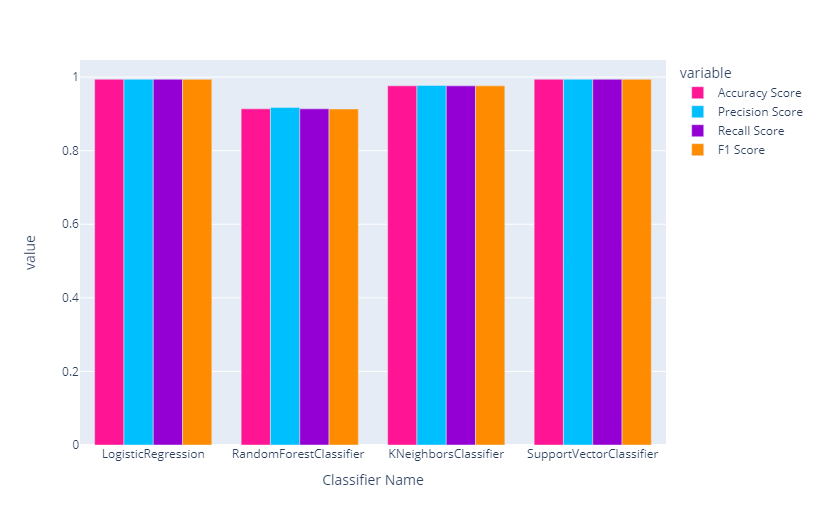 variable
Accuracy Score
Precision Score
Recall Score
F1 Score
1
0.8
0.6
0.4
0.2
0
value
LogisticRegression
RandomForestClassifier
KNeighborsClassifier
SupportVectorClassifier
Classifier Name